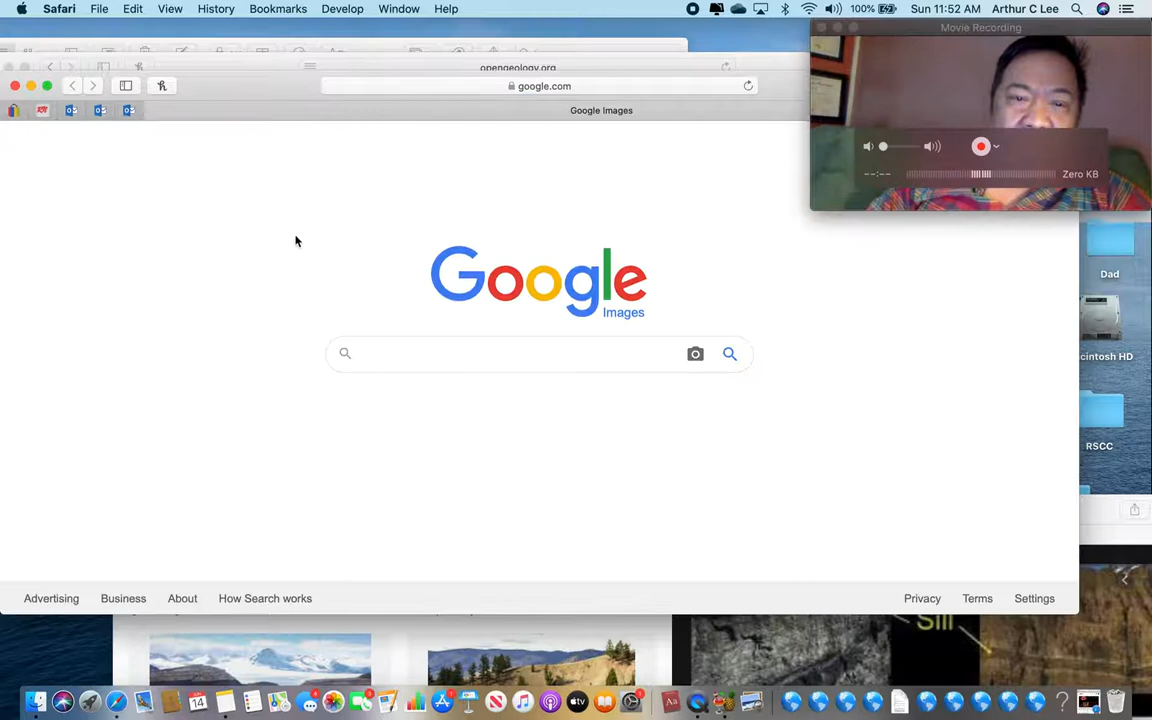 Safari File Edit View History Bookmarks Develop Window Help 100% Sun 11:52 AM Arthur C Lee
Movie Recording
opengeology.org
google.com
Google Images
--:-- Zero KB
Google
Images
Dad
cintosh HD
RSCC
Advertising Business About How Search works Privacy Terms Settings
Sill
14